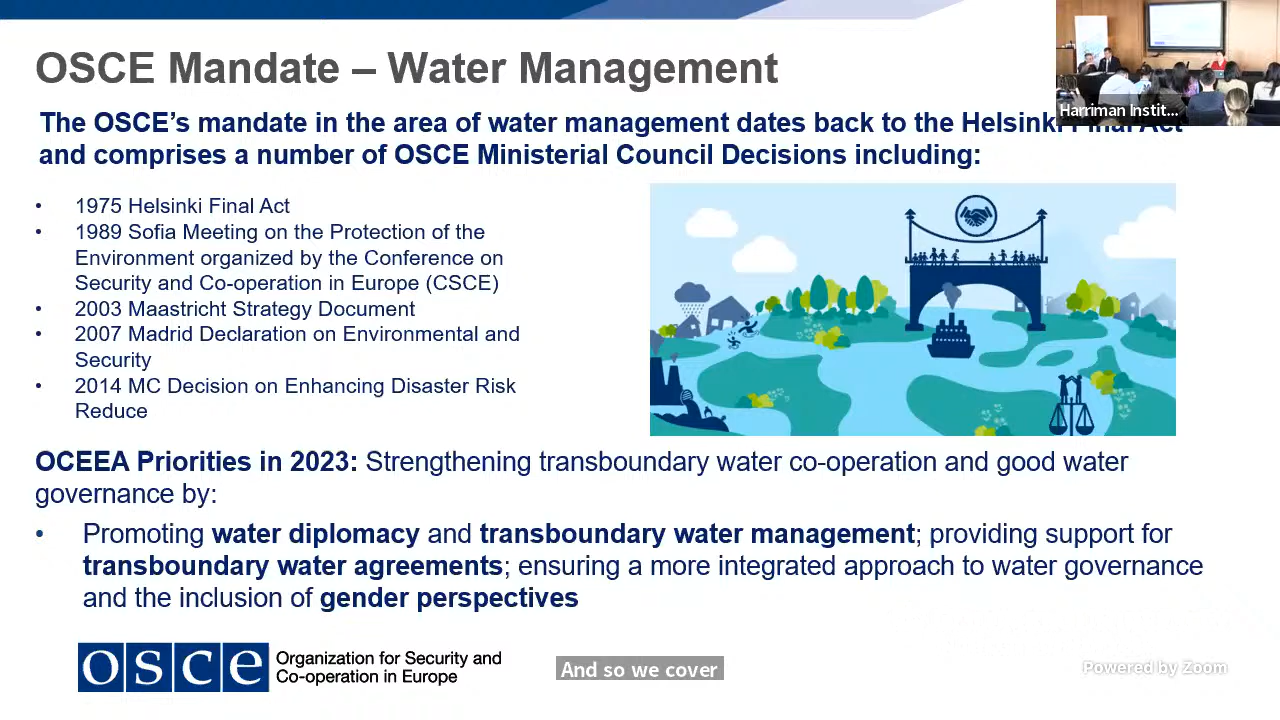 OSCE Mandate – Water Management
Harriman Instit...
The OSCE's mandate in the area of water management dates back to the Helsinki Final Act
and comprises a number of OSCE Ministerial Council Decisions including:
• 1975 Helsinki Final Act
• 1989 Sofia Meeting on the Protection of the
Environment organized by the Conference on
Security and Co-operation in Europe (CSCE)
• 2003 Maastricht Strategy Document
• 2007 Madrid Declaration on Environmental and
Security
• 2014 MC Decision on Enhancing Disaster Risk
Reduce
OCEEA Priorities in 2023: Strengthening transboundary water co-operation and good water
governance by:
• Promoting water diplomacy and transboundary water management; providing support for
transboundary water agreements; ensuring a more integrated approach to water governance
and the inclusion of gender perspectives
osce Organization for Security and
Co-operation in Europe
And so we cover
Powered by Zoom